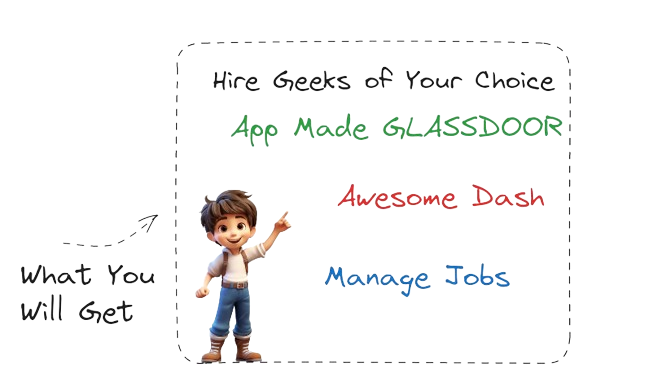 Hire Geeks of Your Choice
App Made GLASSDOOR
Awesome Dash
Manage Jobs
What You
Will Get